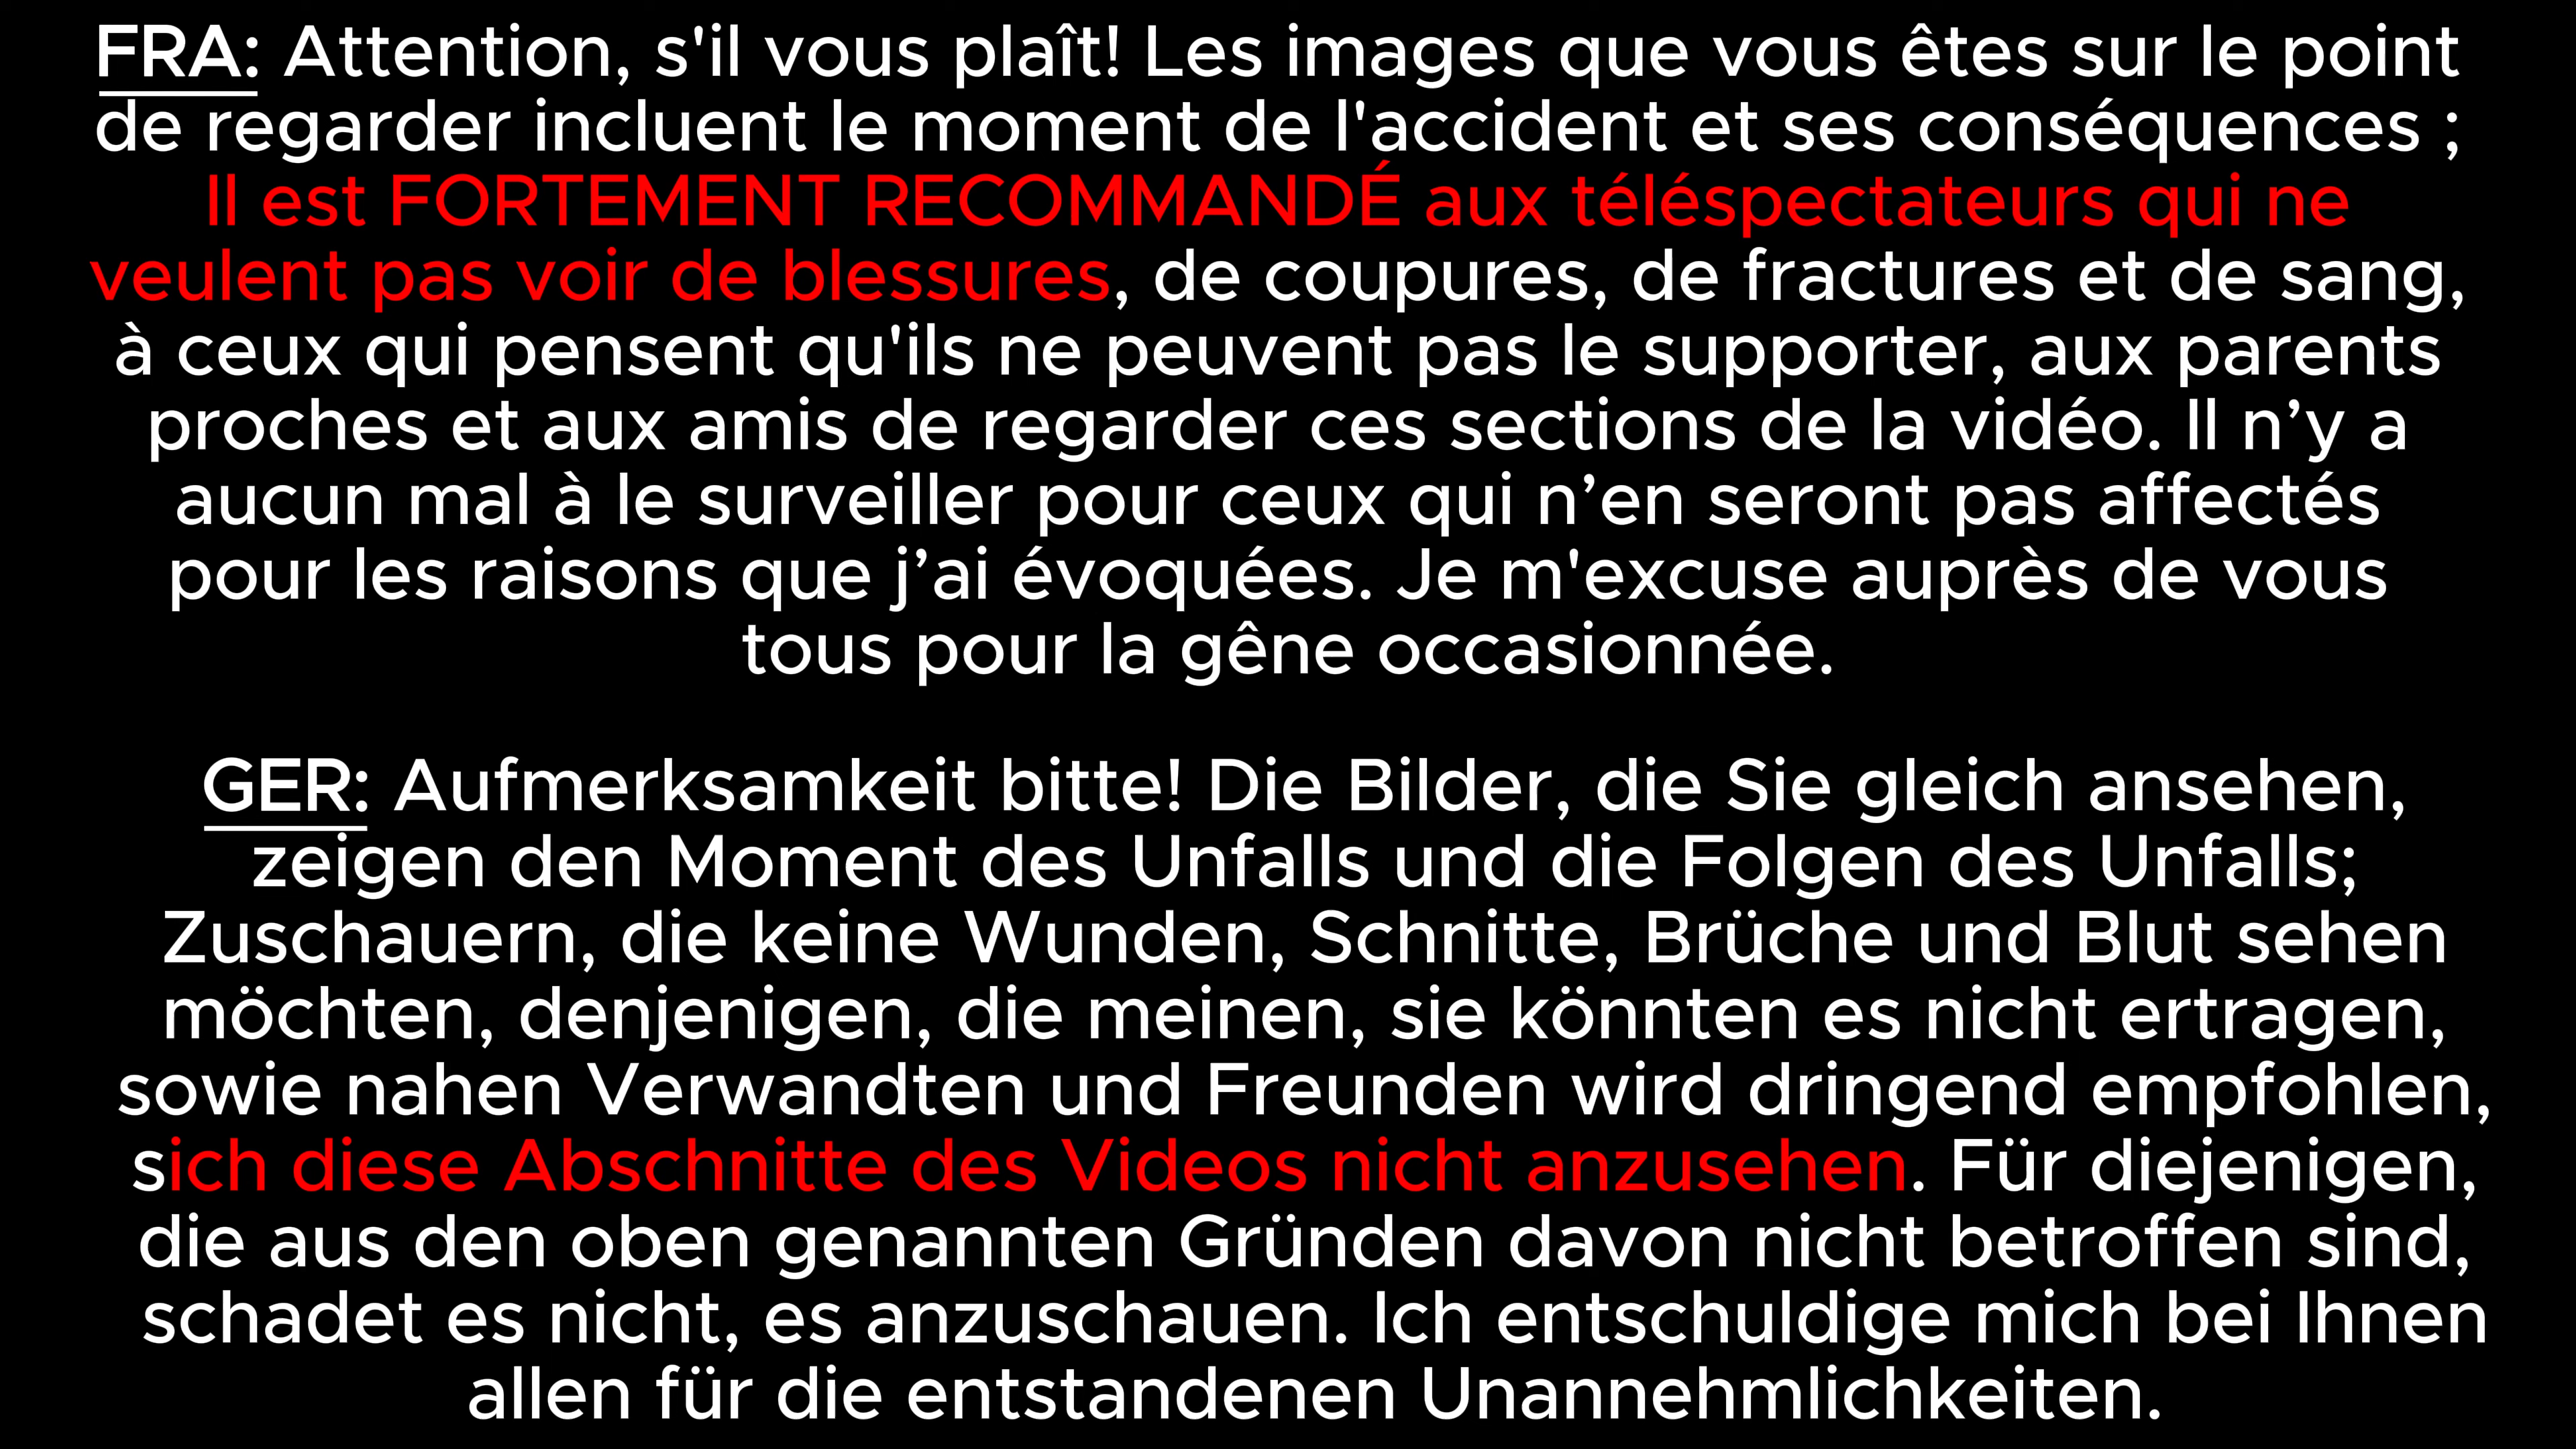 FRA: Attention, s'il vous plaît! Les images que vous êtes sur le point
de regarder incluent le moment de l'accident et ses conséquences ;
Il est FORTEMENT RECOMMANDÉ aux téléspectateurs qui ne
veulent pas voir de blessures, de coupures, de fractures et de sang,
à ceux qui pensent qu'ils ne peuvent pas le supporter, aux parents
proches et aux amis de regarder ces sections de la vidéo. Il n’y a
aucun mal à le surveiller pour ceux qui n’en seront pas affectés
pour les raisons que j’ai évoquées. Je m'excuse auprès de vous
tous pour la gêne occasionnée.
GER: Aufmerksamkeit bitte! Die Bilder, die Sie gleich ansehen,
zeigen den Moment des Unfalls und die Folgen des Unfalls;
Zuschauern, die keine Wunden, Schnitte, Brüche und Blut sehen
möchten, denjenigen, die meinen, sie könnten es nicht ertragen,
sowie nahen Verwandten und Freunden wird dringend empfohlen,
sich diese Abschnitte des Videos nicht anzusehen. Für diejenigen,
die aus den oben genannten Gründen davon nicht betroffen sind,
schadet es nicht, es anzuschauen. Ich entschuldige mich bei Ihnen
allen für die entstandenen Unannehmlichkeiten.